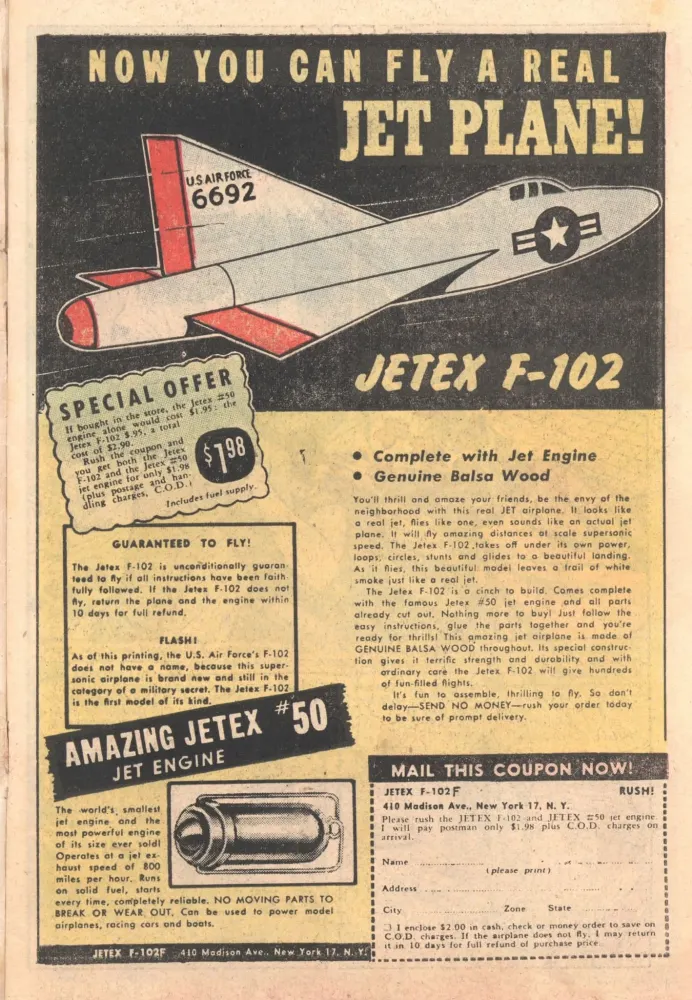 NOW YOU CAN FLY A REAL
JET PLANE!
U.S. AIR FORCE
6692
JETEX F-102
SPECIAL OFFER
If bought in the store, the Jetex #50
engine alone would cost $1.95; the
Jetex F-102 $.95, a total
cost of $2.90.
Rush the coupon and
you get both the Jetex
F-102 and the Jetex #50
jet engine for only $1.98
(plus postage and han-
dling charges, C.O.D.)
$1.98
Includes fuel supply.
• Complete with Jet Engine
• Genuine Balsa Wood
You'll thrill and amaze your friends, be the envy of the
neighborhood with this real JET airplane. It looks like
a real jet, flies like one, even sounds like an actual jet
plane. It will fly amazing distances at scale supersonic
speed. The Jetex F-102 takes off under its own power,
loops, circles, stunts and glides to a beautiful landing.
As it flies, this beautiful model leaves a trail of white
smoke just like a real jet.
The Jetex F-102 is a cinch to build. Comes complete
with the famous Jetex #50 jet engine and all parts
already cut out. Nothing more to buy! Just follow the
easy instructions, glue the parts together and you're
ready for thrills! This amazing jet airplane is made of
GENUINE BALSA WOOD throughout. Its special construc-
tion gives it terrific strength and durability and with
ordinary care the Jetex F-102 will give hundreds
of fun-filled flights.
It's fun to assemble, thrilling to fly. So don't
delay—SEND NO MONEY—rush your order today
to be sure of prompt delivery.
GUARANTEED TO FLY!
The Jetex F-102 is unconditionally guaran-
teed to fly if all instructions have been faith-
fully followed. If the Jetex F-102 does not
fly, return the plane and the engine within
10 days for full refund.
FLASH!
As of this printing, the U.S. Air Force's F-102
does not have a name, because this super-
sonic airplane is brand new and still in the
category of a military secret. The Jetex F-102
is the first model of its kind.
AMAZING JETEX #50
JET ENGINE
The world's smallest
jet engine and the
most powerful engine
of its size ever sold!
Operates at a jet ex-
haust speed of 800
miles per hour. Runs
on solid fuel, starts
every time, completely reliable. NO MOVING PARTS TO
BREAK OR WEAR OUT. Can be used to power model
airplanes, racing cars and boats.
JETEX F-102F 410 Madison Ave., New York 17, N. Y.
MAIL THIS COUPON NOW!
JETEX F-102F RUSH!
410 Madison Ave., New York 17, N. Y.
Please rush the JETEX F-102 and JETEX #50 jet engine.
I will pay postman only $1.98 plus C.O.D. charges on
arrival.
Name
(please print)
Address
City Zone State
I enclose $2.00 in cash, check or money order to save on
C.O.D. charges. If the airplane does not fly, I may return
it in 10 days for full refund of purchase price.